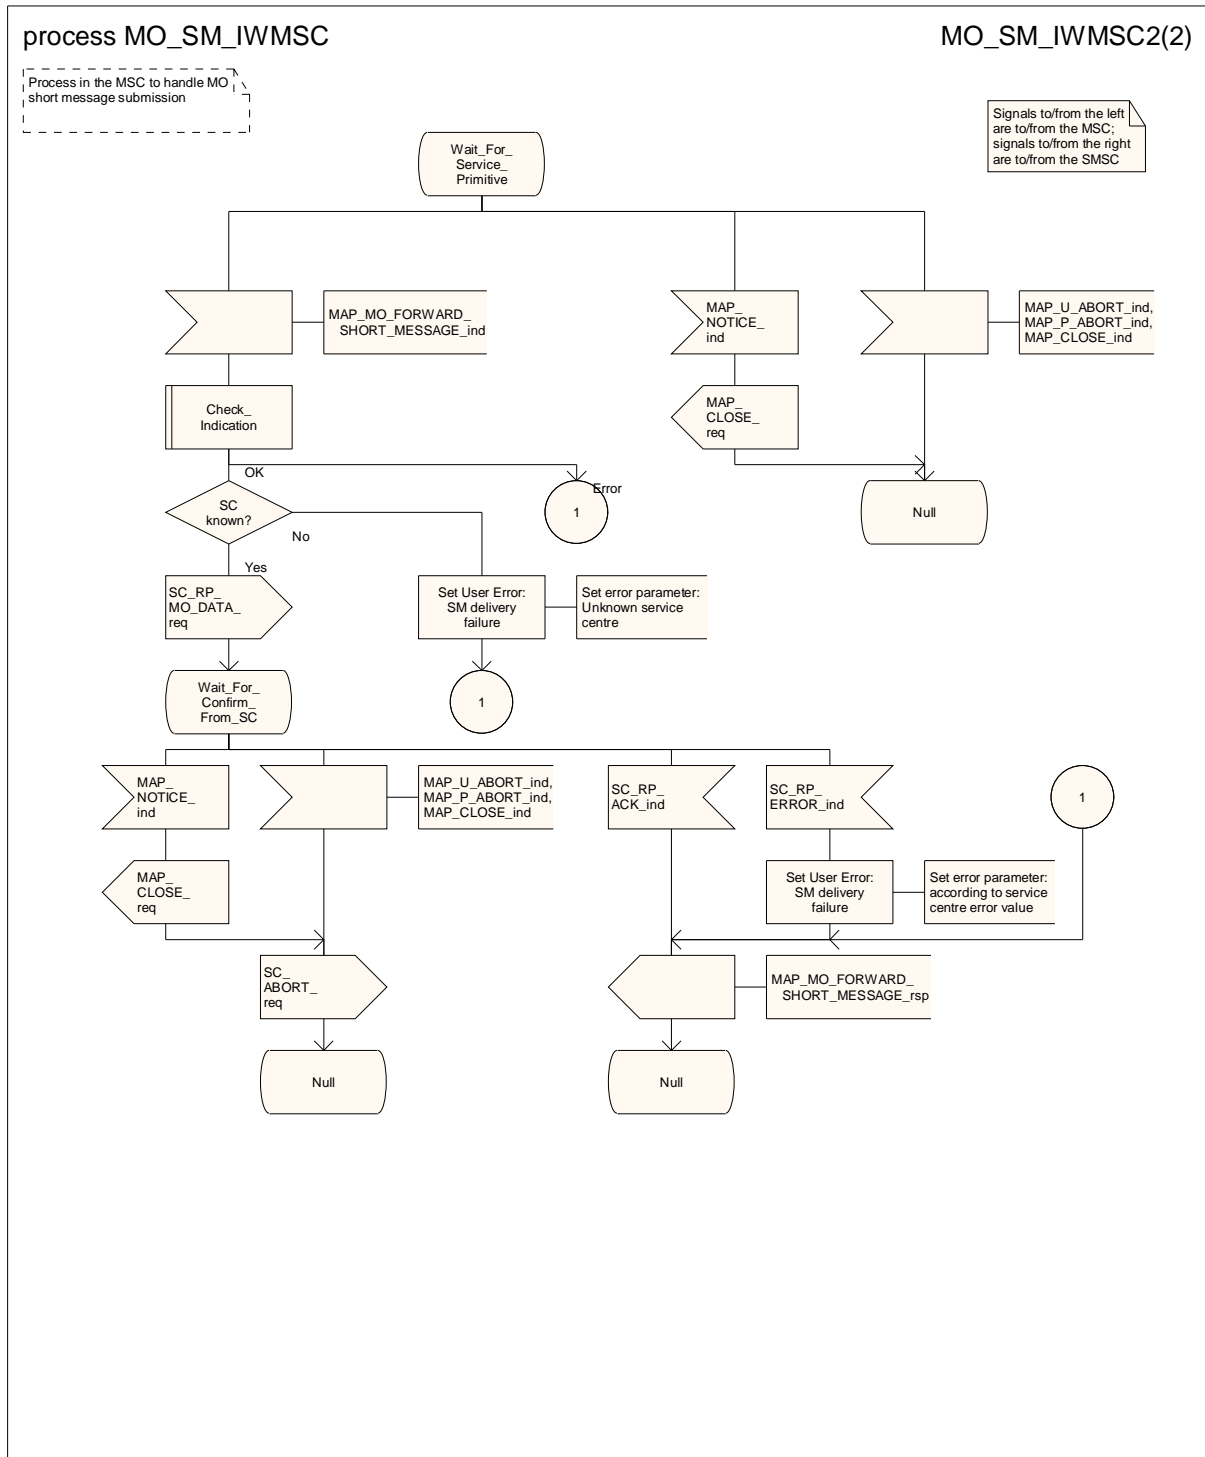 process MO_SM_IWMSC
MO_SM_IWMSC2(2)
Process in the MSC to handle MO
short message submission
Signals to/from the left
are to/from the MSC;
signals to/from the right
are to/from the SMSC
Wait_For_
Service_
Primitive
MAP_MO_FORWARD_
SHORT_MESSAGE_ind
MAP_
NOTICE_
ind
MAP_U_ABORT_ind,
MAP_P_ABORT_ind,
MAP_CLOSE_ind
Check_
Indication
MAP_
CLOSE_
req
OK
Error
SC
known?
1
Null
No
Yes
SC_RP_
MO_DATA_
req
Set User Error:
SM delivery
failure
Set error parameter:
Unknown service
centre
Wait_For_
Confirm_
From_SC
1
MAP_
NOTICE_
ind
MAP_U_ABORT_ind,
MAP_P_ABORT_ind,
MAP_CLOSE_ind
SC_RP_
ACK_ind
SC_RP_
ERROR_ind
1
MAP_
CLOSE_
req
Set User Error:
SM delivery
failure
Set error parameter:
according to service
centre error value
SC_
ABORT_
req
MAP_MO_FORWARD_
SHORT_MESSAGE_rsp
Null
Null